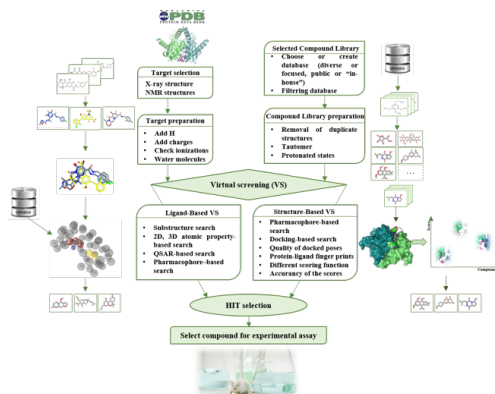 WORLDWIDE
PDB
PROTEIN DATA BANK
Target selection
X-ray structure
NMR structures
Target preparation
• Add H
• Add charges
• Check ionizations
• Water molecules
Selected Compound Library
• Choose or create
database (diverse or
focused, public or "in-
house")
• Filtering database
Compound Library preparation
• Removal of duplicate
structures
• Tautomer
• Protonated states
Virtual screening (VS)
Ligand-Based VS
• Substructure search
• 2D, 3D atomic property-
based search
• QSAR-based search
• Pharmacophore–based
search
Structure-Based VS
• Pharmacophore-based
search
• Docking-based search
• Quality of docked poses
• Protein-ligand finger prints
• Different scoring function
• Accurancy of the scores
HIT selection
Select compound for experimental assay
Score
Compound